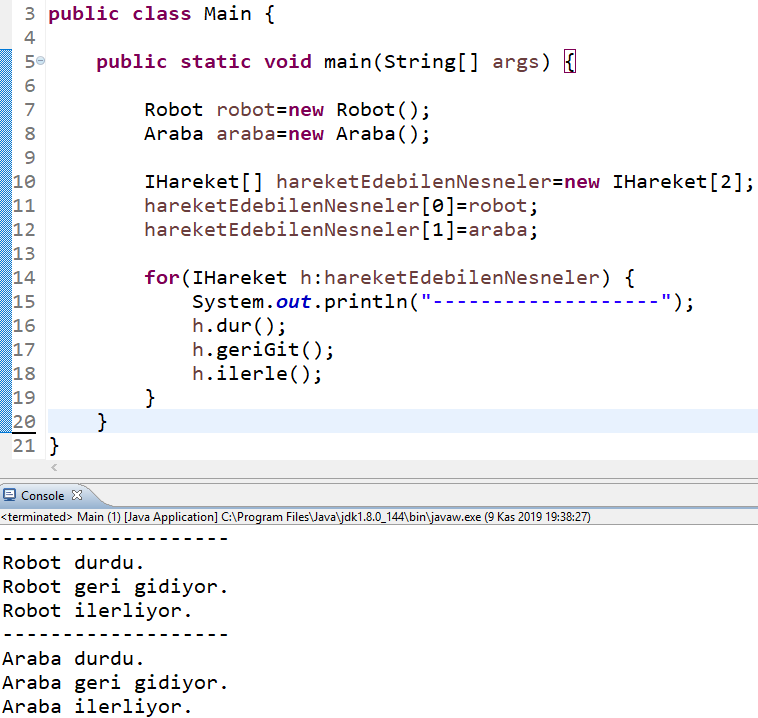 3 public class Main {
4
5     public static void main(String[] args) {
6
7         Robot robot=new Robot();
8         Araba araba=new Araba();
9
10         IHareket[] hareketEdebilenNesneler=new IHareket[2];
11         hareketEdebilenNesneler[0]=robot;
12         hareketEdebilenNesneler[1]=araba;
13
14         for(IHareket h:hareketEdebilenNesneler) {
15             System.out.println("-------------------");
16             h.dur();
17             h.geriGit();
18             h.ilerle();
19         }
20     }
21 }
Console
<terminated> Main (1) [Java Application] C:\Program Files\Java\jdk1.8.0_144\bin\javaw.exe (9 Kas 2019 19:38:27)
-------------------
Robot durdu.
Robot geri gidiyor.
Robot ilerliyor.
-------------------
Araba durdu.
Araba geri gidiyor.
Araba ilerliyor.